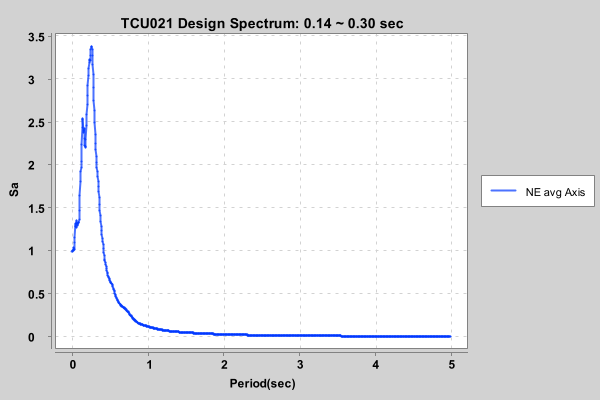 TCU021 Design Spectrum: 0.14 ~ 0.30 sec
3.5
3
2.5
2
1.5
1
0.5
0
Sa
NE avg Axis
0 1 2 3 4 5
Period(sec)